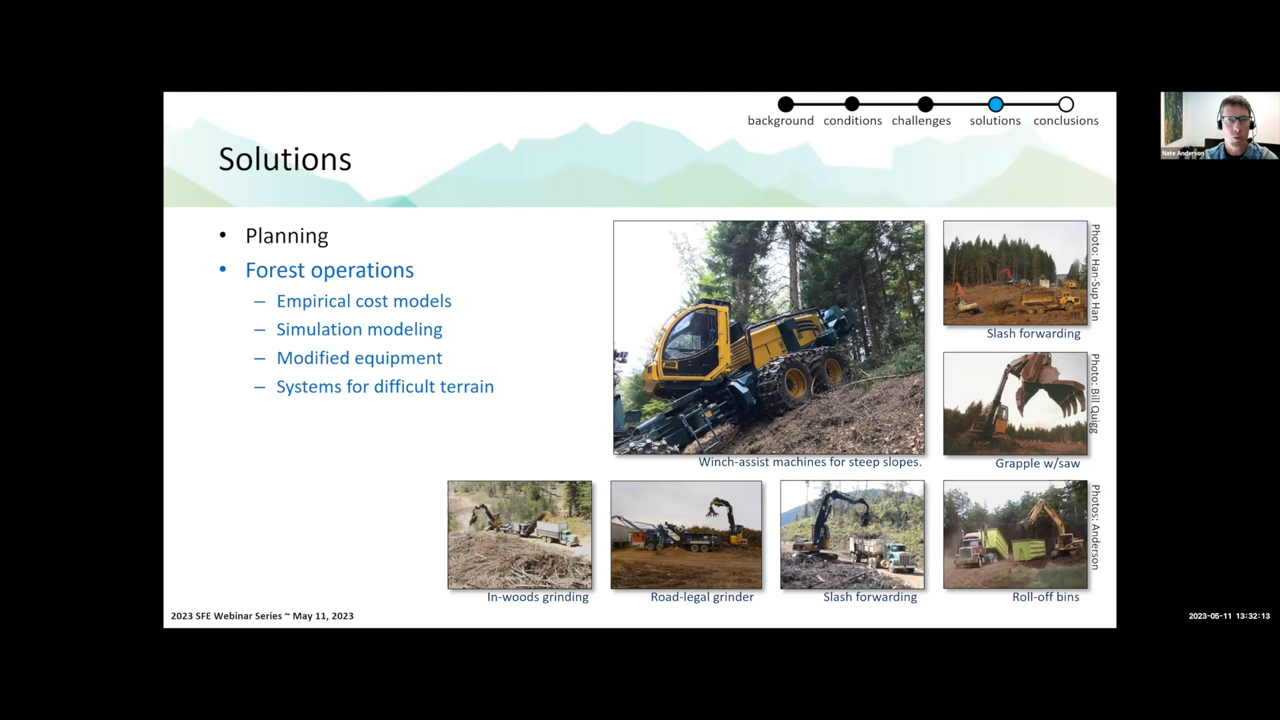 background conditions challenges solutions conclusions
Solutions
• Planning
• Forest operations
– Empirical cost models
– Simulation modeling
– Modified equipment
– Systems for difficult terrain
Winch-assist machines for steep slopes.
Slash forwarding
Photo: Han-Sup Han
Grapple w/saw
Photo: Bill Quigg
In-woods grinding
Road-legal grinder
Slash forwarding
Roll-off bins
Photos: Anderson
2023 SFE Webinar Series ~ May 11, 2023
Nate Anderson
2023-05-11 13:32:13